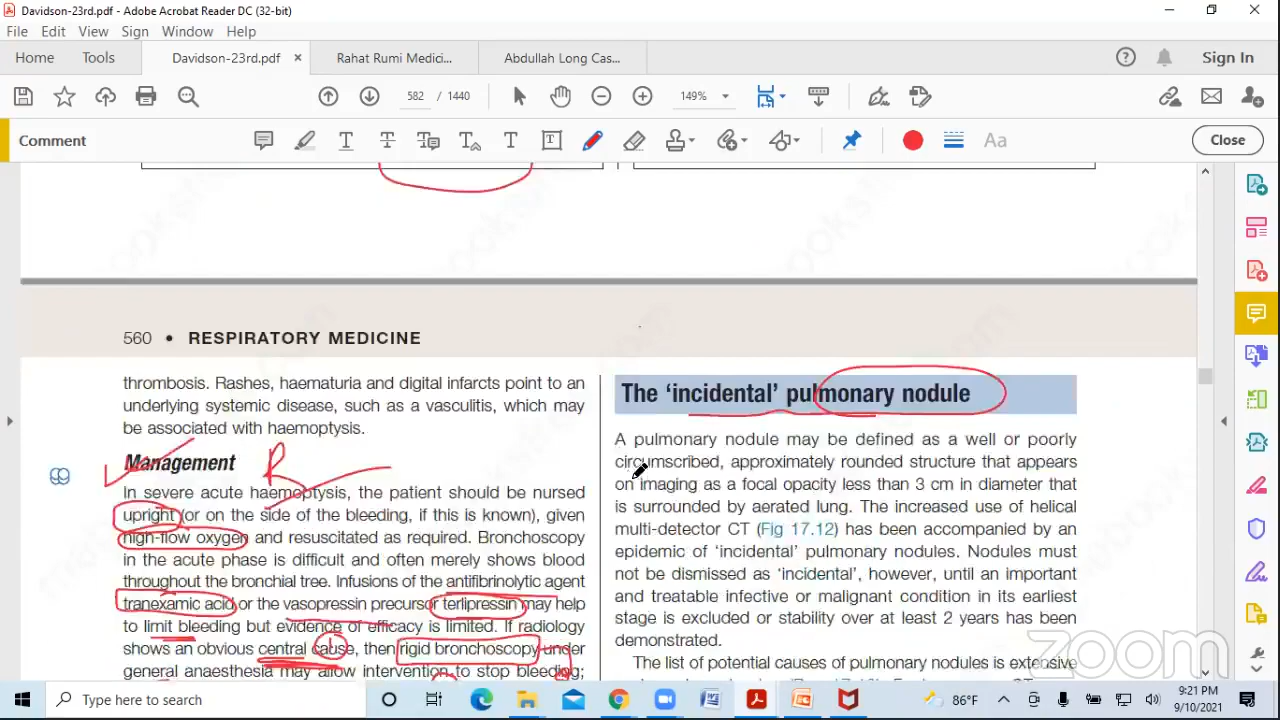 Davidson-23rd.pdf - Adobe Acrobat Reader DC (32-bit)
File Edit View Sign Window Help
Home Tools Davidson-23rd.pdf × Rahat Rumi Medici... Abdullah Long Cas... Sign In
582 / 1440 149%
Comment Aa Close
560 • RESPIRATORY MEDICINE
thrombosis. Rashes, haematuria and digital infarcts point to an
underlying systemic disease, such as a vasculitis, which may
be associated with haemoptysis.
Management
In severe acute haemoptysis, the patient should be nursed
upright (or on the side of the bleeding, if this is known), given
high-flow oxygen and resuscitated as required. Bronchoscopy
in the acute phase is difficult and often merely shows blood
throughout the bronchial tree. Infusions of the antifibrinolytic agent
tranexamic acid or the vasopressin precursor terlipressin may help
to limit bleeding but evidence of efficacy is limited. If radiology
shows an obvious central cause, then rigid bronchoscopy under
general anaesthesia may allow intervention to stop bleeding;
The ‘incidental’ pulmonary nodule
A pulmonary nodule may be defined as a well or poorly
circumscribed, approximately rounded structure that appears
on imaging as a focal opacity less than 3 cm in diameter that
is surrounded by aerated lung. The increased use of helical
multi-detector CT (Fig 17.12) has been accompanied by an
epidemic of ‘incidental’ pulmonary nodules. Nodules must
not be dismissed as ‘incidental’, however, until an important
and treatable infective or malignant condition in its earliest
stage is excluded or stability over at least 2 years has been
demonstrated.
The list of potential causes of pulmonary nodules is extensive
zoom
Type here to search 86°F 9:21 PM
9/10/2021